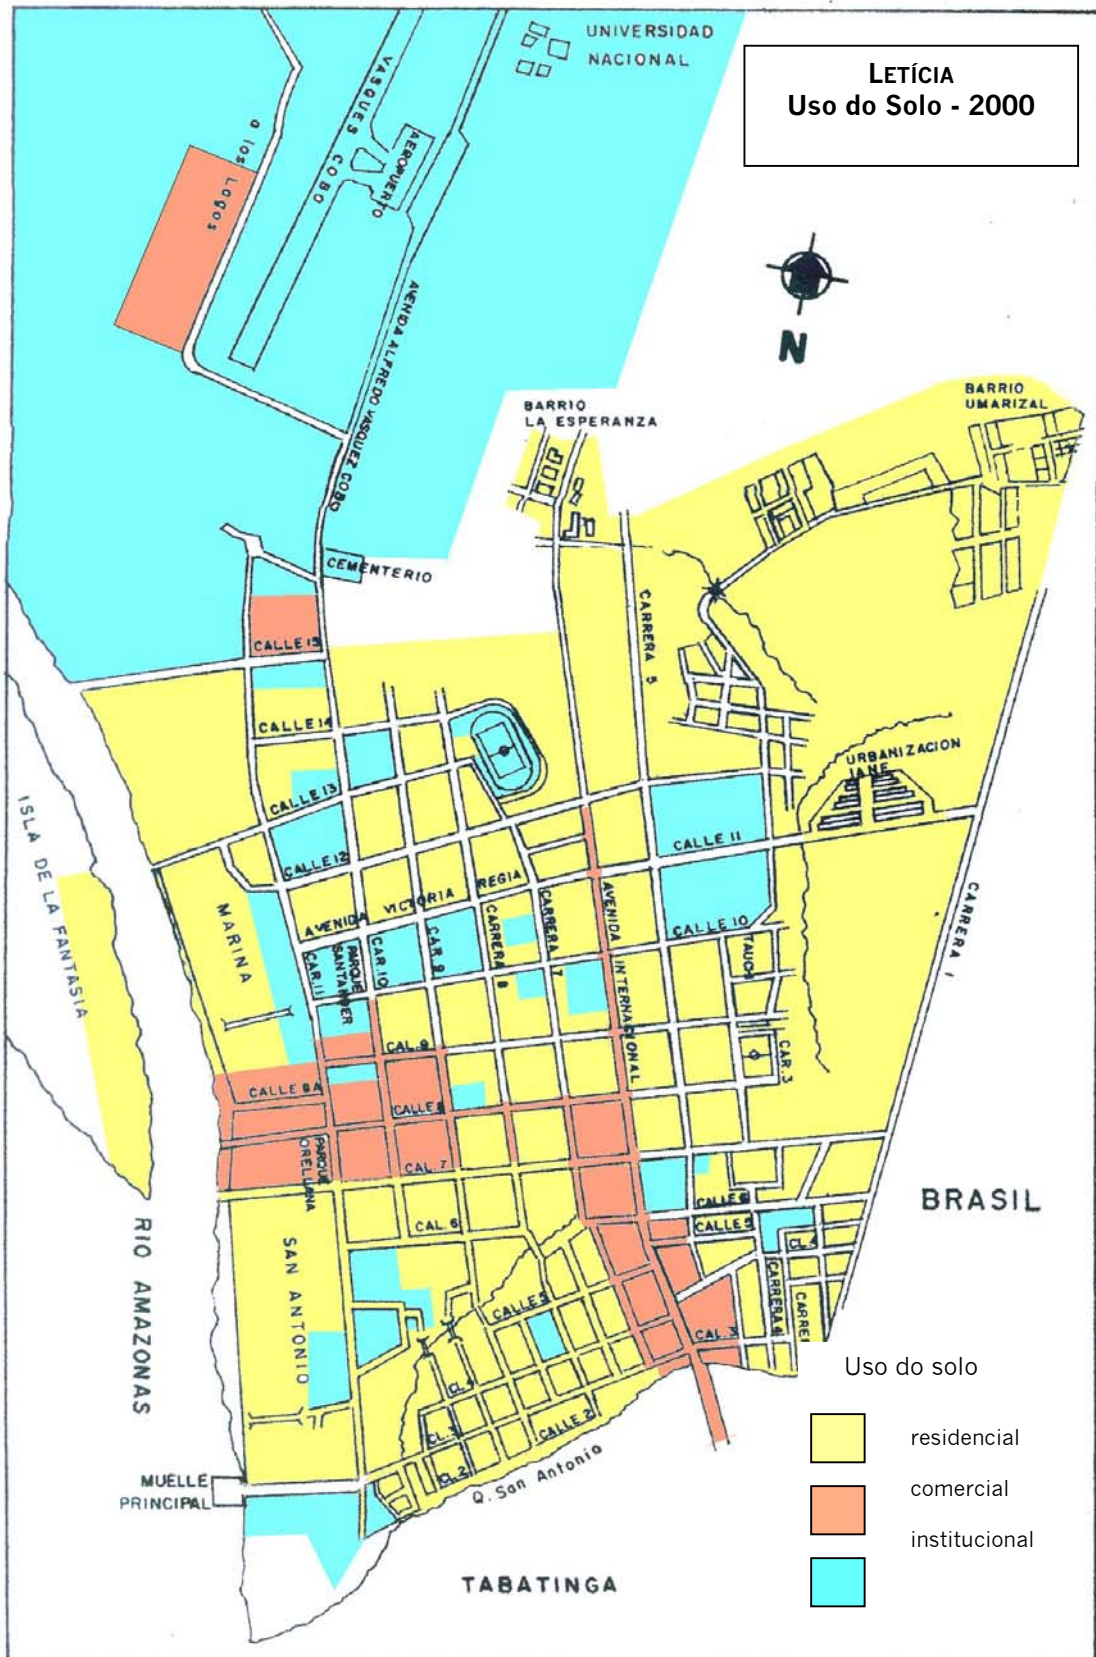 LETÍCIA
Uso do Solo - 2000
UNIVERSIDAD
NACIONAL
VASQUES COBO
AEROPUERTO
a los Lagos
AVENIDA ALFREDO VASQUEZ COBO
N
BARRIO
LA ESPERANZA
BARRIO
UMARIZAL
CEMENTERIO
CARRERA 5
CALLE 15
CALLE 14
URBANIZACION
IANE
CALLE 13
CALLE 12
CALLE 11
ISLA DE LA FANTASIA
MARINA
AVENIDA VICTORIA REGIA
CARRERA 7
AVENIDA INTERNACIONAL
CALLE 10
CARRERA 1
CAR. 11
PARQUE
SANTANDER
CAR. 10
CAR. 9
CARRERA 8
CAR. 3
CALLE 8A
CALLE 8
PARQUE
ORELLANA
CAL. 7
CALLE 6
CALLE 5
BRASIL
RIO AMAZONAS
SAN ANTONIO
CAL. 6
CL. 4
CARRERA 4
CALLE 5
CAL. 3
CL. 4
CL. 3
CALLE 2
CL. 2
Q. San Antonio
MUELLE
PRINCIPAL
TABATINGA
Uso do solo
residencial
comercial
institucional